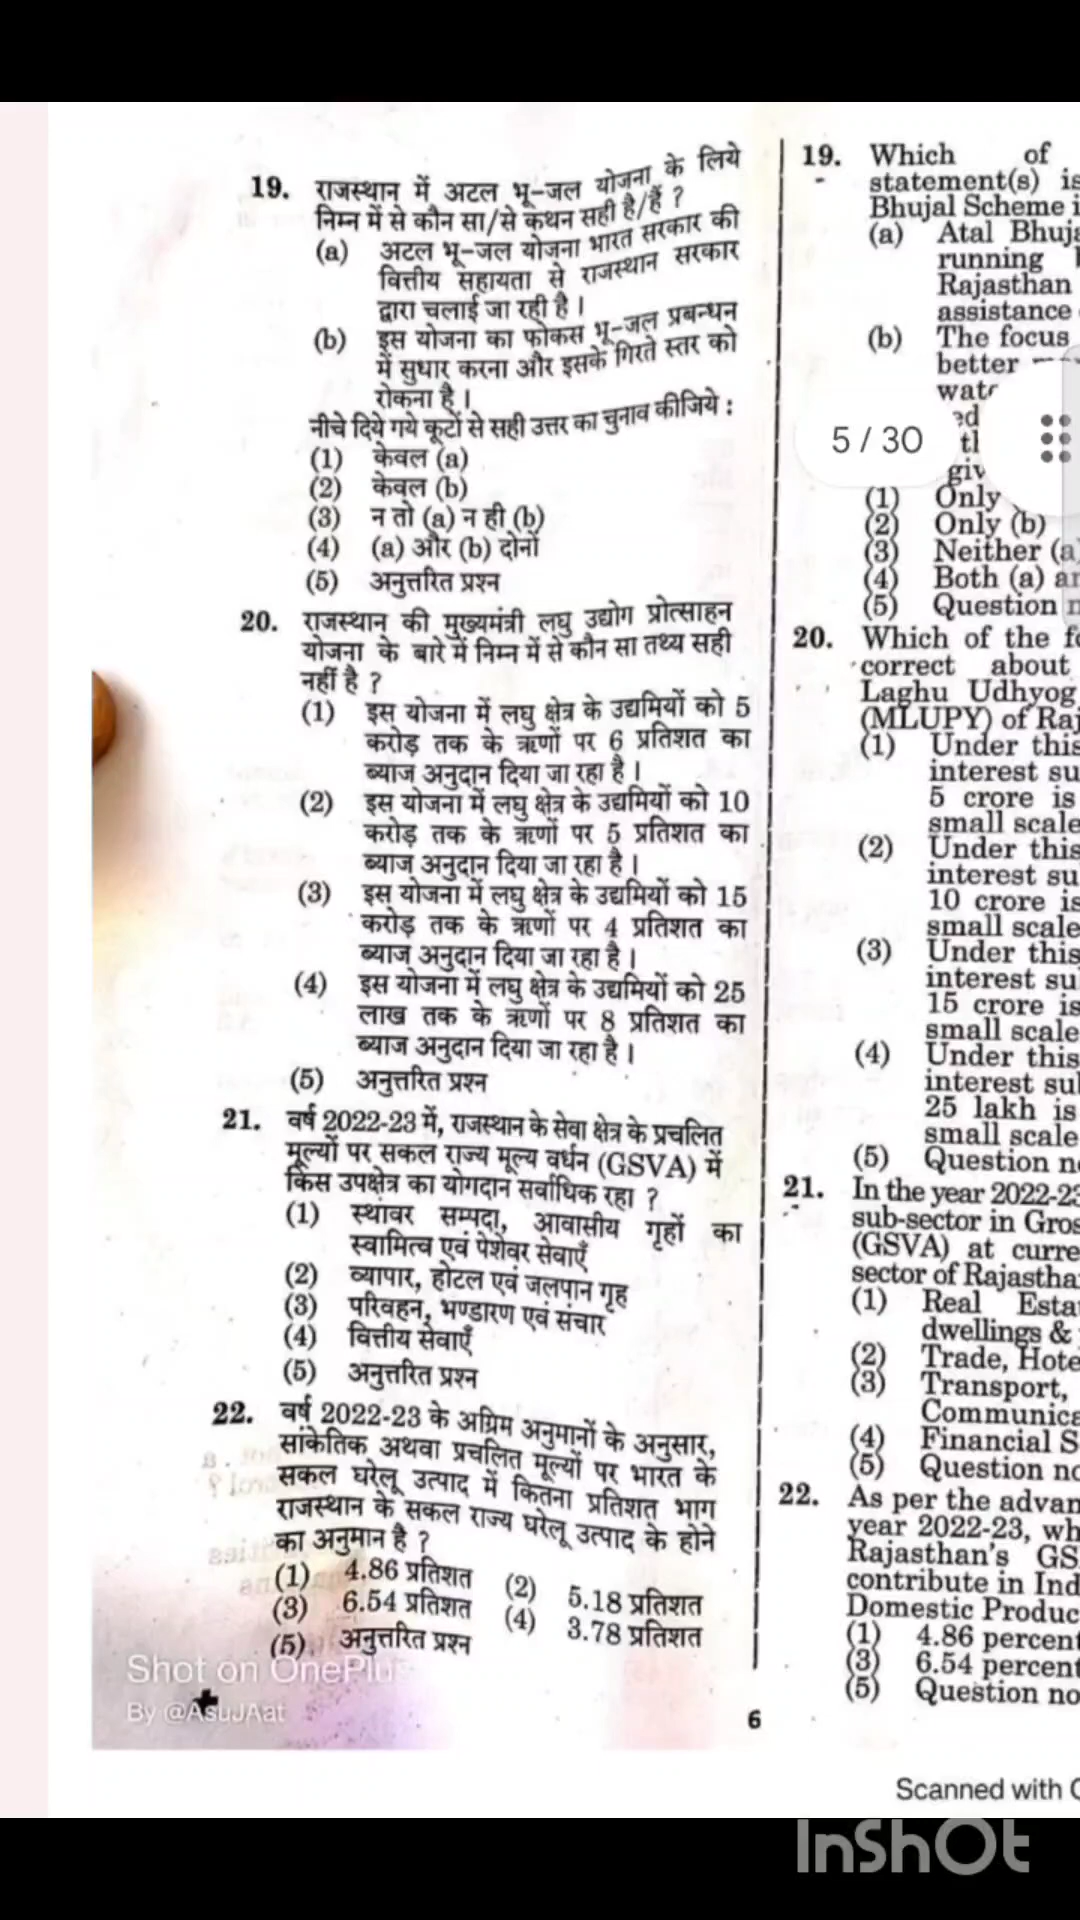 19. राजस्थान में अटल भू-जल योजना के लिये
निम्न में से कौन सा/से कथन सही है/हैं ?
(a) अटल भू-जल योजना भारत सरकार की
वित्तीय सहायता से राजस्थान सरकार
द्वारा चलाई जा रही है ।
(b) इस योजना का फोकस भू-जल प्रबन्धन
में सुधार करना और इसके गिरते स्तर को
रोकना है ।
नीचे दिये गये कूटों से सही उत्तर का चुनाव कीजिये :
(1) केवल (a)
(2) केवल (b)
(3) न तो (a) न ही (b)
(4) (a) और (b) दोनों
(5) अनुत्तरित प्रश्न
20. राजस्थान की मुख्यमंत्री लघु उद्योग प्रोत्साहन
योजना के बारे में निम्न में से कौन सा तथ्य सही
नहीं है ?
(1) इस योजना में लघु क्षेत्र के उद्यमियों को 5
करोड़ तक के ऋणों पर 6 प्रतिशत का
ब्याज अनुदान दिया जा रहा है ।
(2) इस योजना में लघु क्षेत्र के उद्यमियों को 10
करोड़ तक के ऋणों पर 5 प्रतिशत का
ब्याज अनुदान दिया जा रहा है ।
(3) इस योजना में लघु क्षेत्र के उद्यमियों को 15
करोड़ तक के ऋणों पर 4 प्रतिशत का
ब्याज अनुदान दिया जा रहा है ।
(4) इस योजना में लघु क्षेत्र के उद्यमियों को 25
लाख तक के ऋणों पर 8 प्रतिशत का
ब्याज अनुदान दिया जा रहा है ।
(5) अनुत्तरित प्रश्न
21. वर्ष 2022-23 में, राजस्थान के सेवा क्षेत्र के प्रचलित
मूल्यों पर सकल राज्य मूल्य वर्धन (GSVA) में
किस उपक्षेत्र का योगदान सर्वाधिक रहा ?
(1) स्थावर सम्पदा, आवासीय गृहों का
स्वामित्व एवं पेशेवर सेवाएँ
(2) व्यापार, होटल एवं जलपान गृह
(3) परिवहन, भण्डारण एवं संचार
(4) वित्तीय सेवाएँ
(5) अनुत्तरित प्रश्न
22. वर्ष 2022-23 के अग्रिम अनुमानों के अनुसार,
सांकेतिक अथवा प्रचलित मूल्यों पर भारत के
सकल घरेलू उत्पाद में कितना प्रतिशत भाग
राजस्थान के सकल राज्य घरेलू उत्पाद के होने
का अनुमान है ?
(1) 4.86 प्रतिशत (2) 5.18 प्रतिशत
(3) 6.54 प्रतिशत (4) 3.78 प्रतिशत
(5) अनुत्तरित प्रश्न
Shot on OnePlus
By @AsuJAat
6
19. Which of
statement(s) is
Bhujal Scheme i
(a) Atal Bhuja
running
Rajasthan
assistance
(b) The focus
better
5 / 30
giv
(1) Only
(2) Only (b)
(3) Neither (a)
(4) Both (a) an
(5) Question n
20. Which of the fo
correct about
Laghu Udhyog
(MLUPY) of Raj
(1) Under this
interest su
5 crore is
small scale
(2) Under this
interest su
10 crore is
small scale
(3) Under this
interest su
15 crore is
small scale
(4) Under this
interest sul
25 lakh is
small scale
(5) Question no
21. In the year 2022-23
sub-sector in Gros
(GSVA) at curre
sector of Rajastha
(1) Real Estat
dwellings &
(2) Trade, Hote
(3) Transport,
Communica
(4) Financial S
(5) Question no
22. As per the advan
year 2022-23, wh
Rajasthan's GS
contribute in Ind
Domestic Produc
(1) 4.86 percent
(3) 6.54 percent
(5) Question no
Scanned with
InShOt